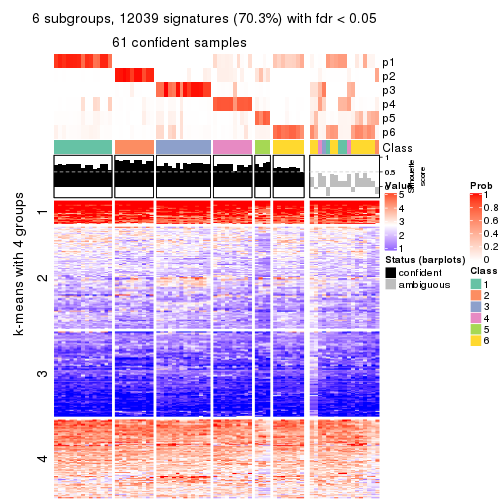 6 subgroups, 12039 signatures (70.3%) with fdr < 0.05
61 confident samples
p1
p2
p3
p4
p5
p6
Class
1
0.5
0
Silhouette
score
k-means with 4 groups
1
2
3
4
Value
5
4
3
2
1
Status (barplots)
confident
ambiguous
Prob
1
0.8
0.6
0.4
0.2
0
Class
1
2
3
4
5
6